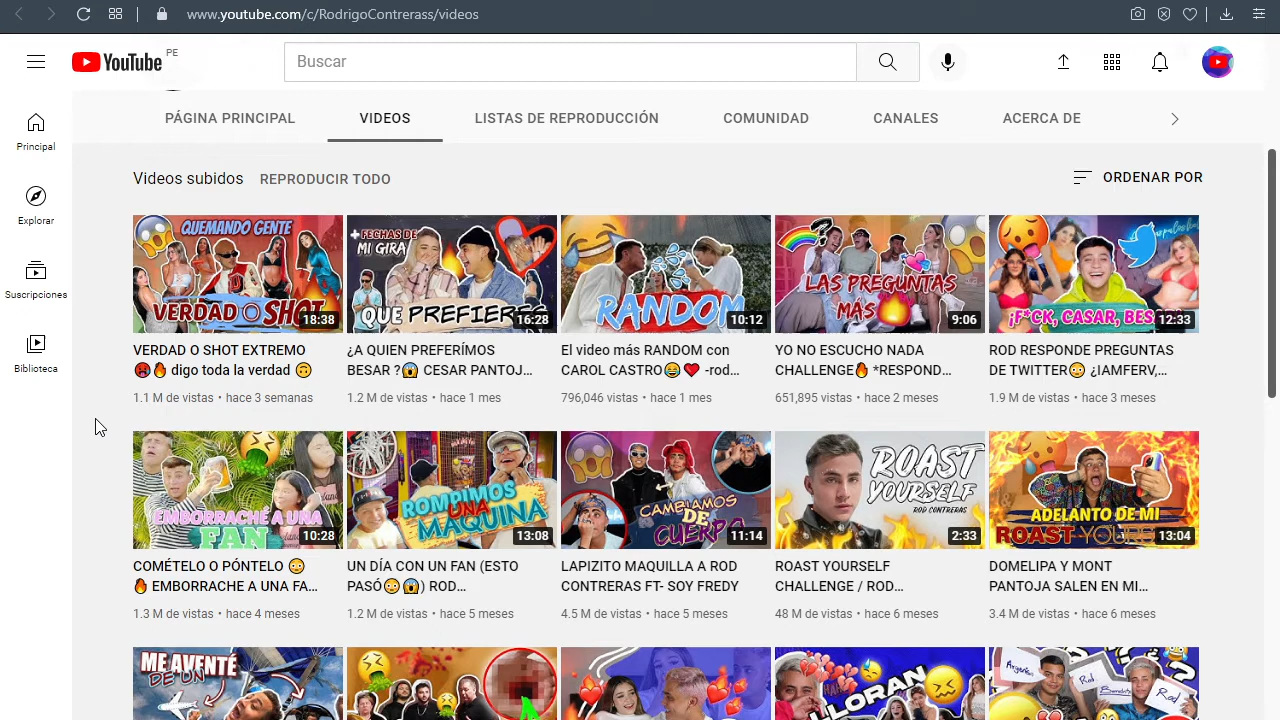 www.youtube.com/c/RodrigoContrerass/videos
YouTube PE
Buscar
PÁGINA PRINCIPAL VIDEOS LISTAS DE REPRODUCCIÓN COMUNIDAD CANALES ACERCA DE
Principal
Explorar
Suscripciones
Biblioteca
Videos subidos REPRODUCIR TODO ORDENAR POR
QUEMANDO GENTE
VERDAD O SHOT
18:38
+FECHAS DE
MI GIRA
QUE PREFIERES
16:28
RANDOM
10:12
LAS PREGUNTAS
MÁS
9:06
¡F*CK, CASAR, BES
12:33
VERDAD O SHOT EXTREMO
🥵🔥 digo toda la verdad 🙃
1.1 M de vistas • hace 3 semanas
¿A QUIEN PREFERÍMOS
BESAR ?😱 CESAR PANTOJ...
1.2 M de vistas • hace 1 mes
El video más RANDOM con
CAROL CASTRO😂❤️ -rod...
796,046 vistas • hace 1 mes
YO NO ESCUCHO NADA
CHALLENGE🔥 *RESPOND...
651,895 vistas • hace 2 meses
ROD RESPONDE PREGUNTAS
DE TWITTER😳 ¿IAMFERV,...
1.9 M de vistas • hace 3 meses
EMBORRACHÉ A UNA
FAN
10:28
ROMPIMOS
UNA
MAQUINA
13:08
CAMBIAMOS
DE
CUERPO
11:14
ROAST
YOURSELF
ROD CONTRERAS
2:33
ADELANTO DE MI
ROAST YOURS
13:04
COMÉTELO O PÓNTELO 😳
🔥 EMBORRACHE A UNA FA...
1.3 M de vistas • hace 4 meses
UN DÍA CON UN FAN (ESTO
PASÓ😳😱) ROD...
1.2 M de vistas • hace 5 meses
LAPIZITO MAQUILLA A ROD
CONTRERAS FT- SOY FREDY
4.5 M de vistas • hace 5 meses
ROAST YOURSELF
CHALLENGE / ROD...
48 M de vistas • hace 6 meses
DOMELIPA Y MONT
PANTOJA SALEN EN MI...
3.4 M de vistas • hace 6 meses
ME AVENTÉ
DE UN
LLORAN
Argentina
Rod
Rod